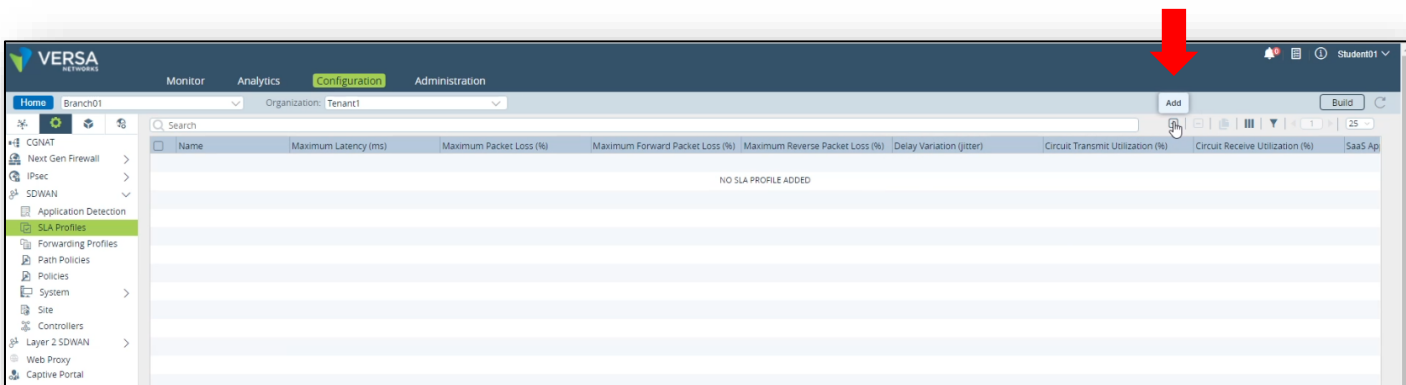 VERSA
NETWORKS
0 Student01
Monitor Analytics Configuration Administration
Home Branch01 Organization: Tenant1 Add Build
Search 1 25
Name Maximum Latency (ms) Maximum Packet Loss (%) Maximum Forward Packet Loss (%) Maximum Reverse Packet Loss (%) Delay Variation (jitter) Circuit Transmit Utilization (%) Circuit Receive Utilization (%) SaaS Ap
NO SLA PROFILE ADDED
CGNAT
Next Gen Firewall
IPsec
SDWAN
Application Detection
SLA Profiles
Forwarding Profiles
Path Policies
Policies
System
Site
Controllers
Layer 2 SDWAN
Web Proxy
Captive Portal